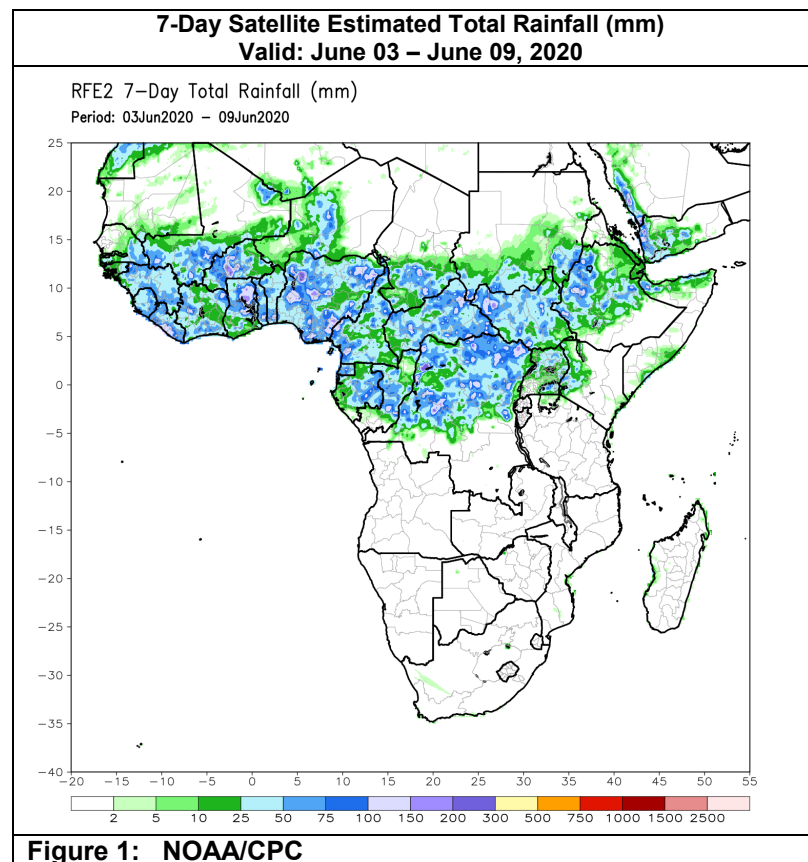 7-Day Satellite Estimated Total Rainfall (mm)
Valid: June 03 – June 09, 2020
RFE2 7-Day Total Rainfall (mm)
Period: 03Jun2020 – 09Jun2020
25
20
15
10
5
0
-5
-10
-15
-20
-25
-30
-35
-40
-20 -15 -10 -5 0 5 10 15 20 25 30 35 40 45 50 55
2 5 10 25 50 75 100 150 200 300 500 750 1000 1500 2500
Figure 1: NOAA/CPC